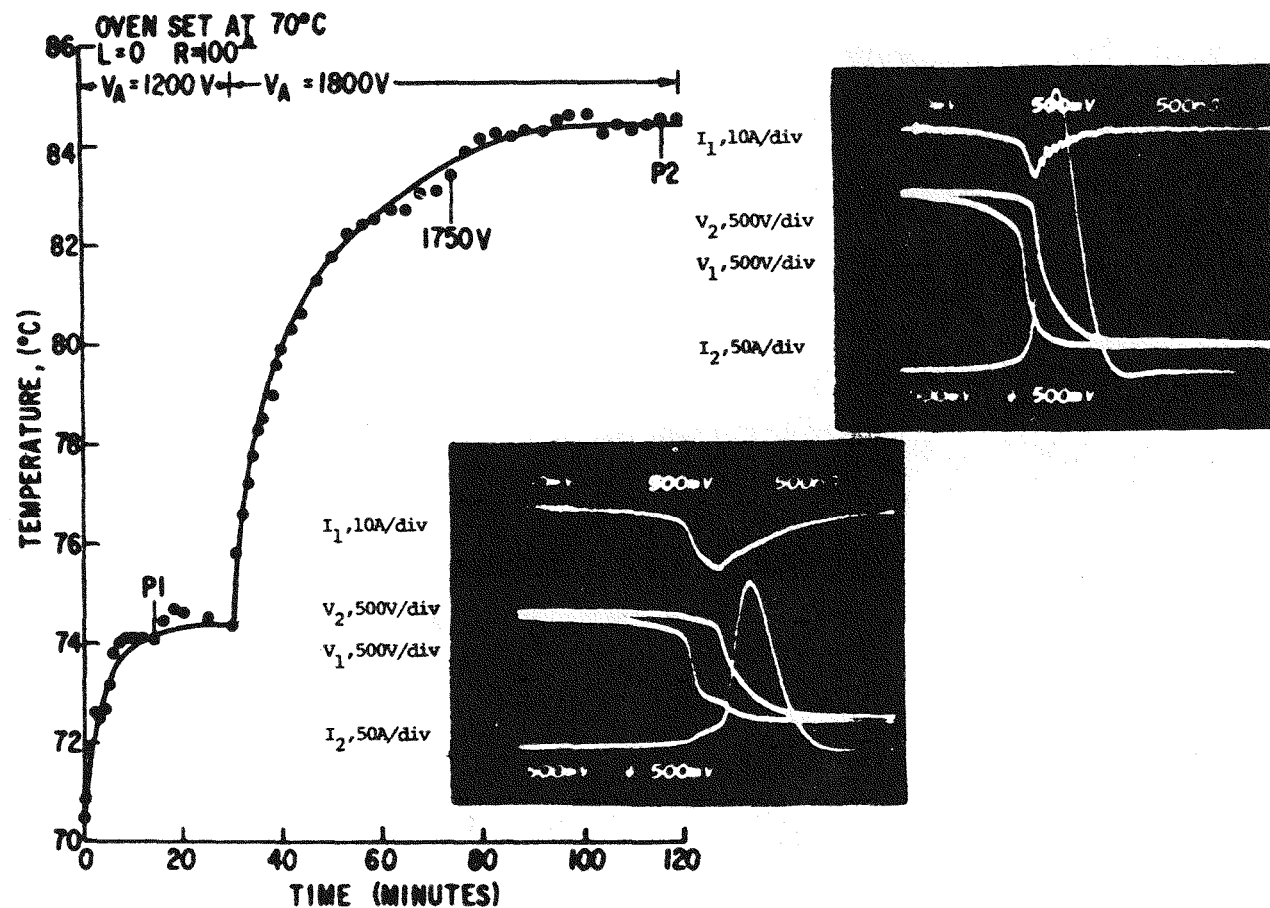 OVEN SET AT 70°C
L=0 R=100
V_A=1200V V_A=1800V
86
84
82
80
78
76
74
72
70
TEMPERATURE, (°C)
P1
1750V
P2
0 20 40 60 80 100 120
TIME (MINUTES)
I_1,10A/div
V_2,500V/div
V_1,500V/div
I_2,50A/div
500mV
500mV
I_1,10A/div
V_2,500V/div
V_1,500V/div
I_2,50A/div
500mV
500mV 500mV